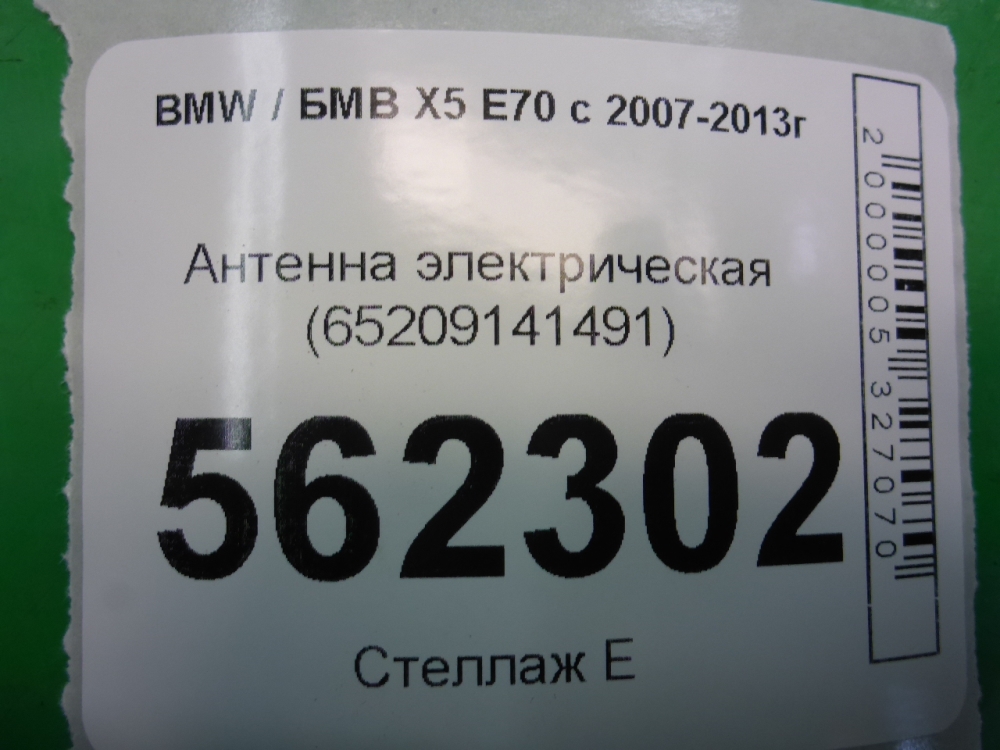 BMW / БМВ X5 E70 с 2007-2013г
Антенна электрическая
(65209141491)
562302
Стеллаж Е
2000005327070